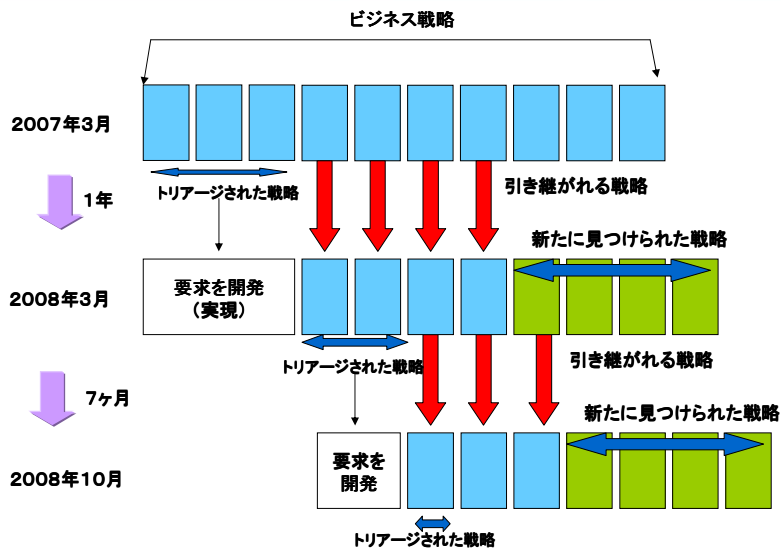 ビジネス戦略
2007年3月
トリアージされた戦略
引き継がれる戦略
1年
新たに見つけられた戦略
2008年3月
要求を開発
(実現)
トリアージされた戦略
引き継がれる戦略
7ヶ月
新たに見つけられた戦略
2008年10月
要求を
開発
トリアージされた戦略